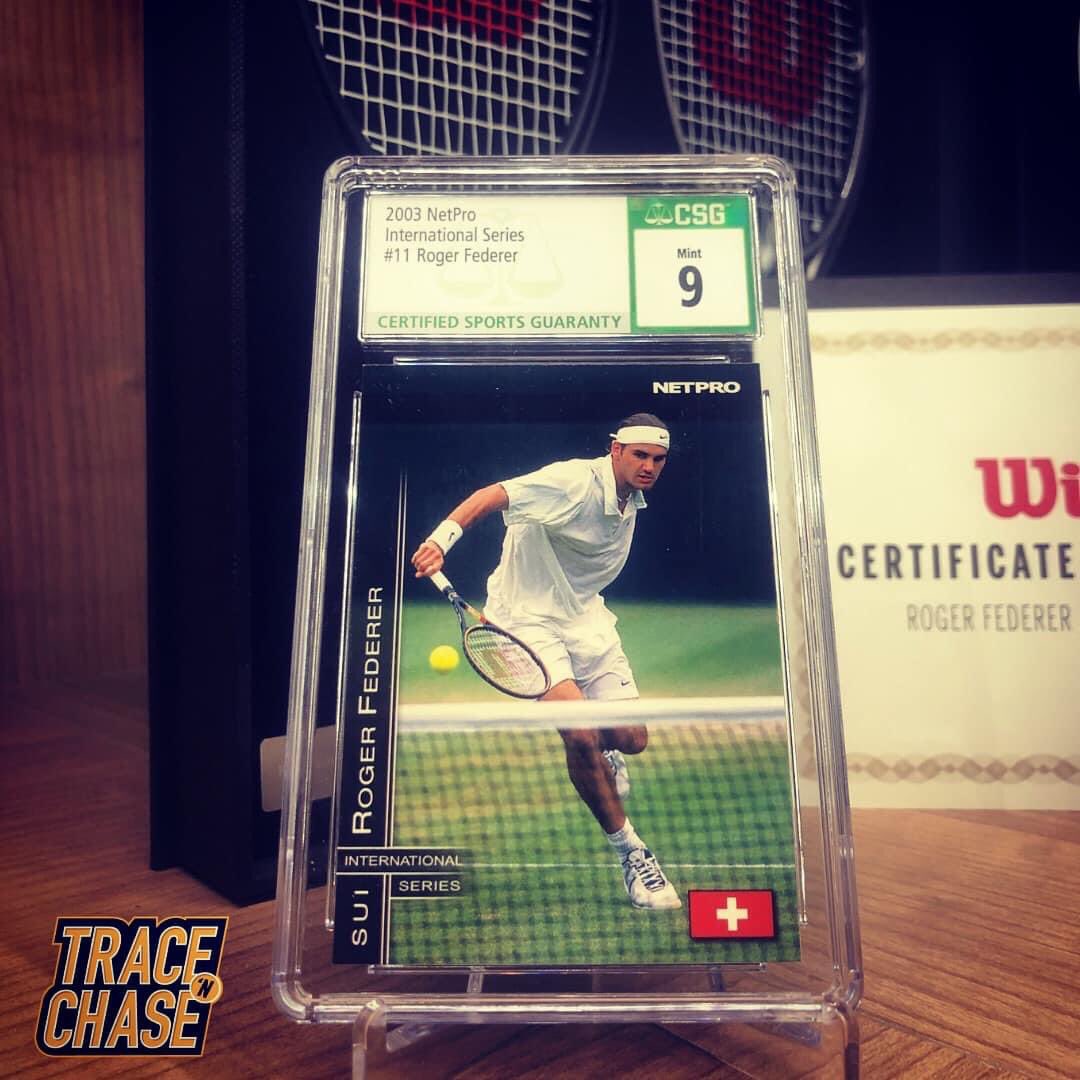 2003 NetPro
International Series
#11 Roger Federer
CSG
Mint
9
CERTIFIED SPORTS GUARANTY
NETPRO
ROGER FEDERER
INTERNATIONAL
SERIES
SUI
Wi
CERTIFICATE
ROGER FEDERER
TRACE
'N
CHASE